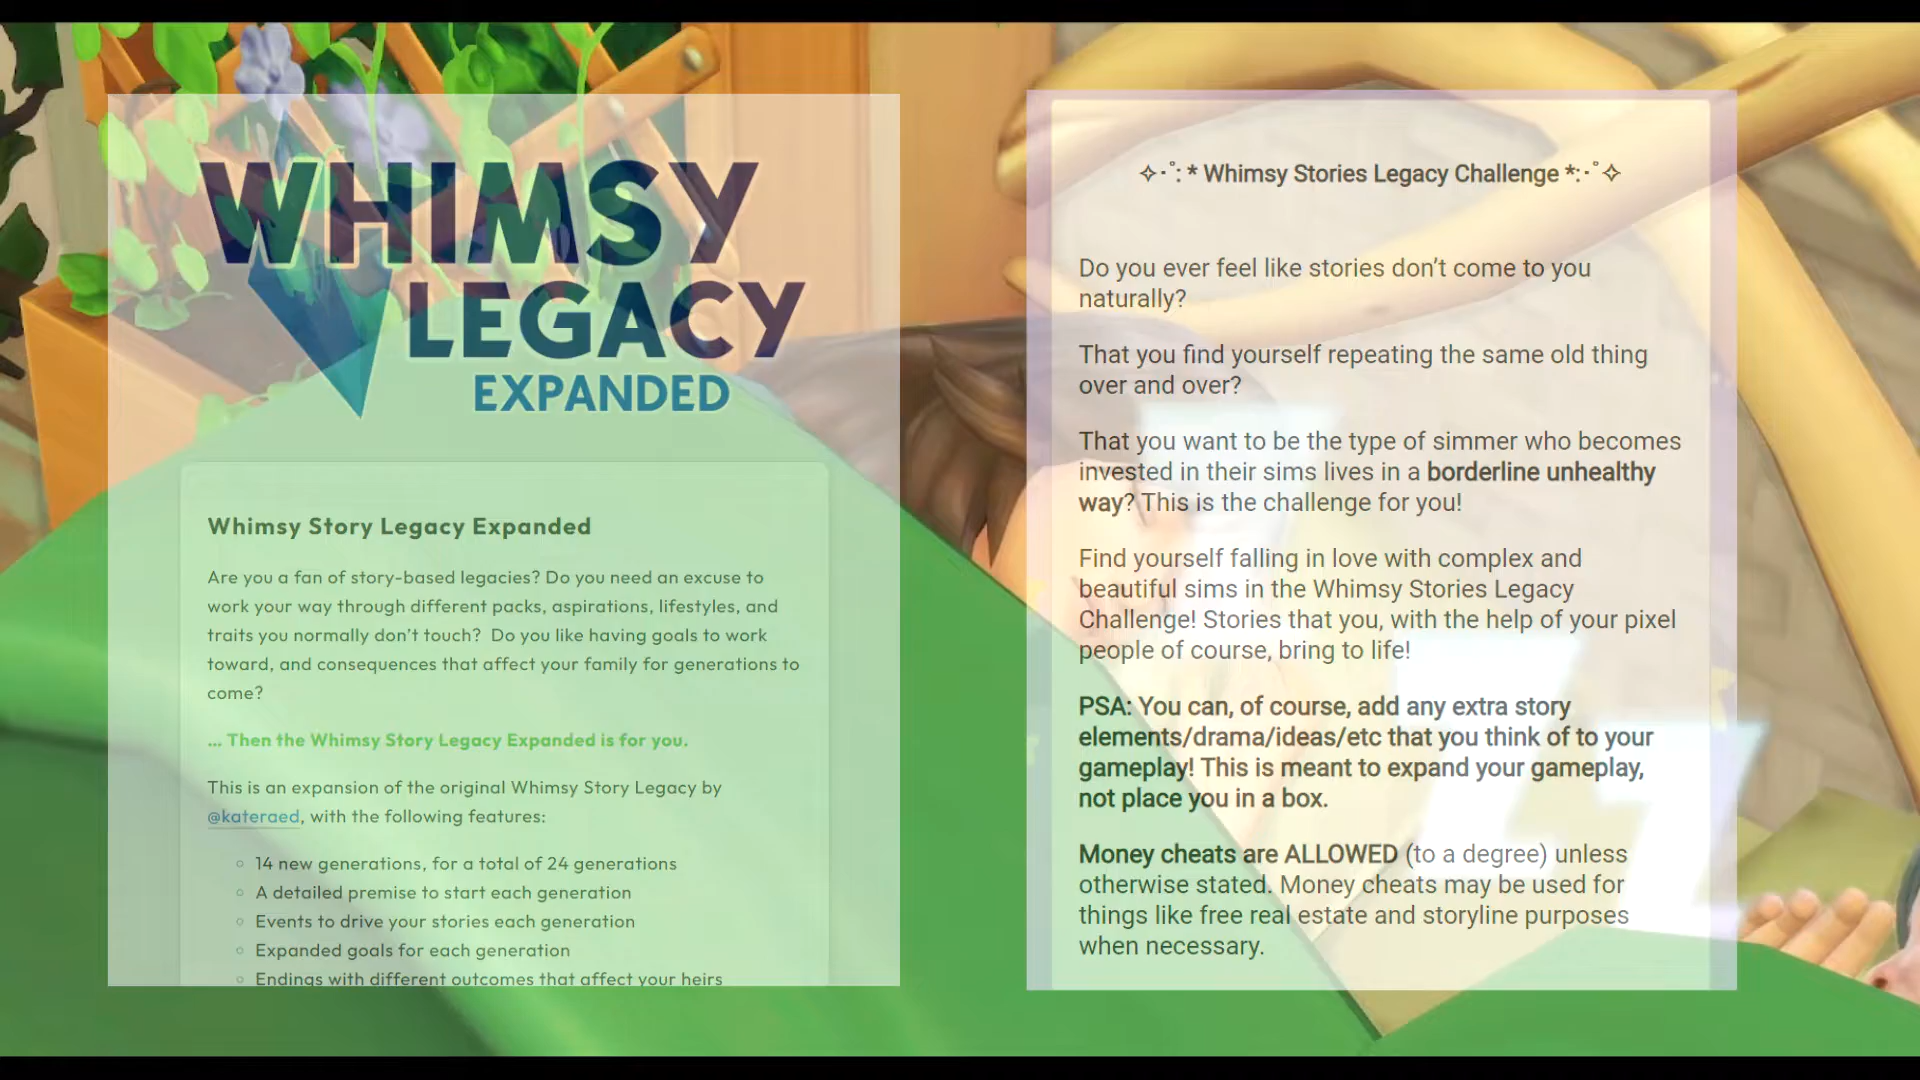 WHIMSY
LEGACY
EXPANDED
Whimsy Story Legacy Expanded
Are you a fan of story-based legacies? Do you need an excuse to
work your way through different packs, aspirations, lifestyles, and
traits you normally don't touch?  Do you like having goals to work
toward, and consequences that affect your family for generations to
come?
... Then the Whimsy Story Legacy Expanded is for you.
This is an expansion of the original Whimsy Story Legacy by
@kateraed, with the following features:
◦ 14 new generations, for a total of 24 generations
◦ A detailed premise to start each generation
◦ Events to drive your stories each generation
◦ Expanded goals for each generation
◦ Endings with different outcomes that affect your heirs
✧･ﾟ: * Whimsy Stories Legacy Challenge *:･ﾟ✧
Do you ever feel like stories don't come to you
naturally?
That you find yourself repeating the same old thing
over and over?
That you want to be the type of simmer who becomes
invested in their sims lives in a borderline unhealthy
way? This is the challenge for you!
Find yourself falling in love with complex and
beautiful sims in the Whimsy Stories Legacy
Challenge! Stories that you, with the help of your pixel
people of course, bring to life!
PSA: You can, of course, add any extra story
elements/drama/ideas/etc that you think of to your
gameplay! This is meant to expand your gameplay,
not place you in a box.
Money cheats are ALLOWED (to a degree) unless
otherwise stated. Money cheats may be used for
things like free real estate and storyline purposes
when necessary.